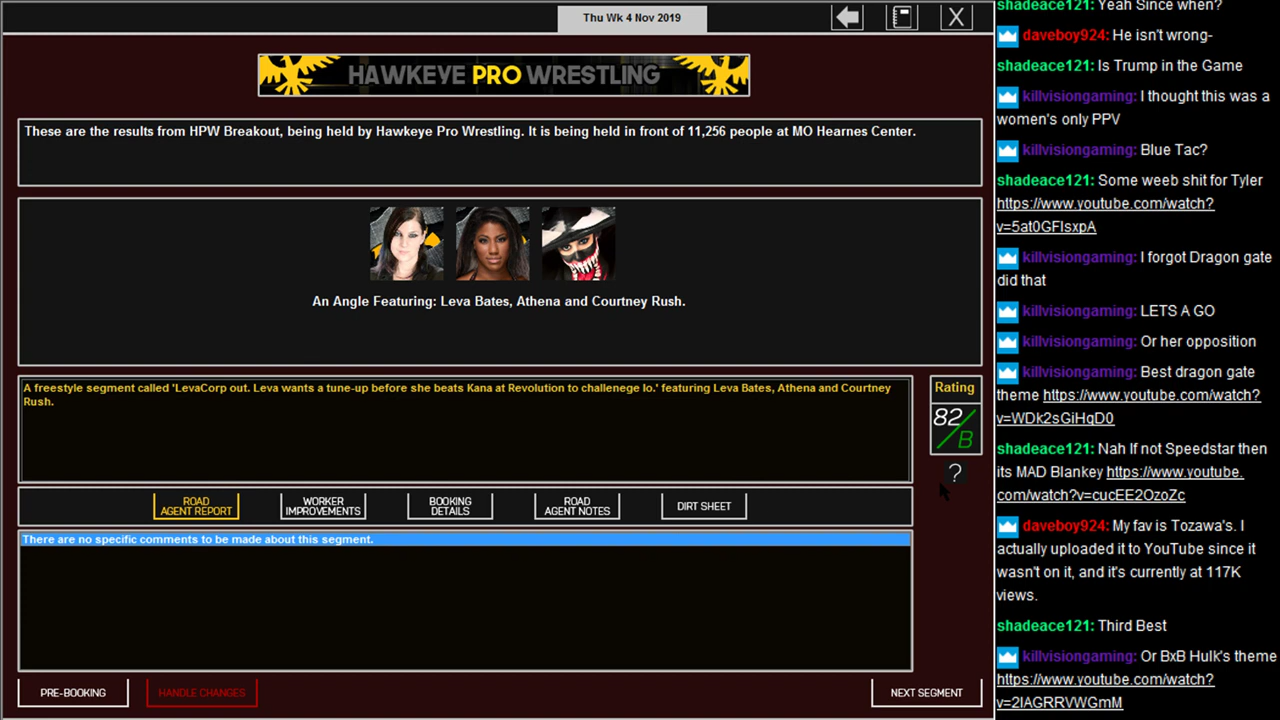 Thu Wk 4 Nov 2019
HAWKEYE PRO WRESTLING
These are the results from HPW Breakout, being held by Hawkeye Pro Wrestling. It is being held in front of 11,256 people at MO Hearnes Center.
An Angle Featuring: Leva Bates, Athena and Courtney Rush.
A freestyle segment called 'LevaCorp out. Leva wants a tune-up before she beats Kana at Revolution to challenege Io.' featuring Leva Bates, Athena and Courtney
Rush.
Rating
82
B
?
ROAD
AGENT REPORT
WORKER
IMPROVEMENTS
BOOKING
DETAILS
ROAD
AGENT NOTES
DIRT SHEET
There are no specific comments to be made about this segment.
PRE-BOOKING
HANDLE CHANGES
NEXT SEGMENT
shadeace121: Yeah Since when?
daveboy924: He isn't wrong-
shadeace121: Is Trump in the Game
killvisiongaming: I thought this was a
women's only PPV
killvisiongaming: Blue Tac?
shadeace121: Some weeb shit for Tyler
https://www.youtube.com/watch?
v=5at0GFIsxpA
killvisiongaming: I forgot Dragon gate
did that
killvisiongaming: LETS A GO
killvisiongaming: Or her opposition
killvisiongaming: Best dragon gate
theme https://www.youtube.com/watch?
v=WDk2sGiHqD0
shadeace121: Nah If not Speedstar then
its MAD Blankey https://www.youtube.
com/watch?v=cucEE2OzoZc
daveboy924: My fav is Tozawa's. I
actually uploaded it to YouTube since it
wasn't on it, and it's currently at 117K
views.
shadeace121: Third Best
killvisiongaming: Or BxB Hulk's theme
https://www.youtube.com/watch?
v=2lAGRRVWGmM